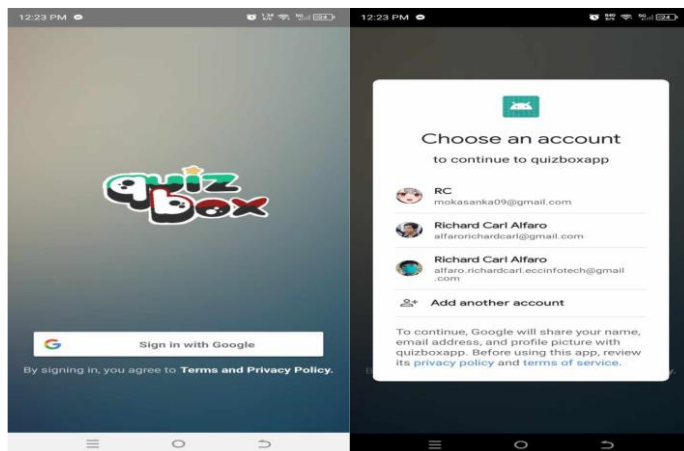 12:23 PM
quiz
box
Sign in with Google
By signing in, you agree to Terms and Privacy Policy.
12:23 PM
Choose an account
to continue to quizboxapp
RC
mokasanka09@gmail.com
Richard Carl Alfaro
alfarorichardcarl@gmail.com
Richard Carl Alfaro
alfaro.richardcarl.eccinfotech@gmail
.com
Add another account
To continue, Google will share your name,
email address, and profile picture with
quizboxapp. Before using this app, review
its privacy policy and terms of service.